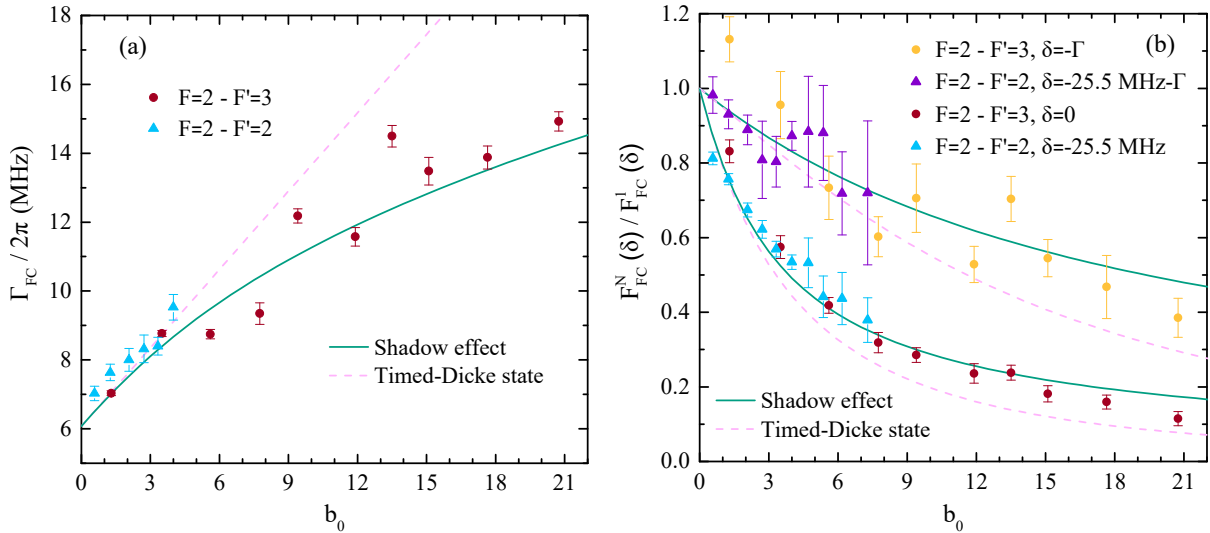 (a)
F=2 - F'=3
F=2 - F'=2
Shadow effect
Timed-Dicke state
Γ_FC / 2π (MHz)
18
16
14
12
10
8
6
0 3 6 9 12 15 18 21
b_0
(b)
F=2 - F'=3, δ=-Γ
F=2 - F'=2, δ=-25.5 MHz-Γ
F=2 - F'=3, δ=0
F=2 - F'=2, δ=-25.5 MHz
Shadow effect
Timed-Dicke state
F^N_FC (δ) / F^1_FC (δ)
1.0
0.8
0.6
0.4
0.2
0.0
0 3 6 9 12 15 18 21
b_0